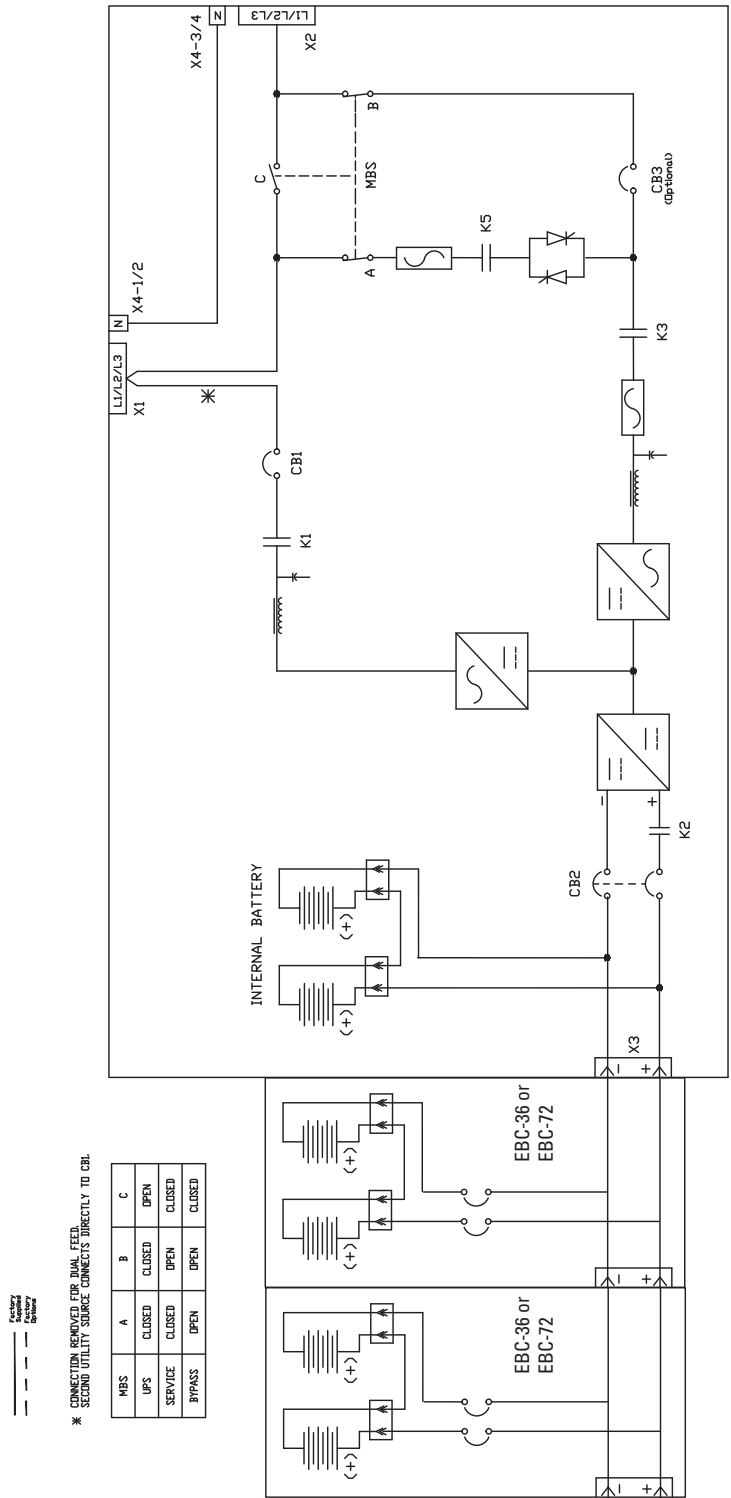 X4-3/4
N
L1/L2/L3
X2
B
C
MBS
CB3
(Optional)
A
K5
X4-1/2
N
L1/L2/L3
X1
K3
CB1
K1
-
+
K2
CB2
INTERNAL BATTERY
(+)
(+)
X3
-
+
EBC-36 or
EBC-72
(+)
(+)
-
+
EBC-36 or
EBC-72
(+)
(+)
-
+
Factory
Supplied
Factory
Options
* CONNECTION REMOVED FOR DUAL FEED.
SECOND UTILITY SOURCE CONNECTS DIRECTLY TO CB1.
MBS A B C
UPS CLOSED CLOSED OPEN
SERVICE CLOSED OPEN CLOSED
BYPASS OPEN OPEN CLOSED